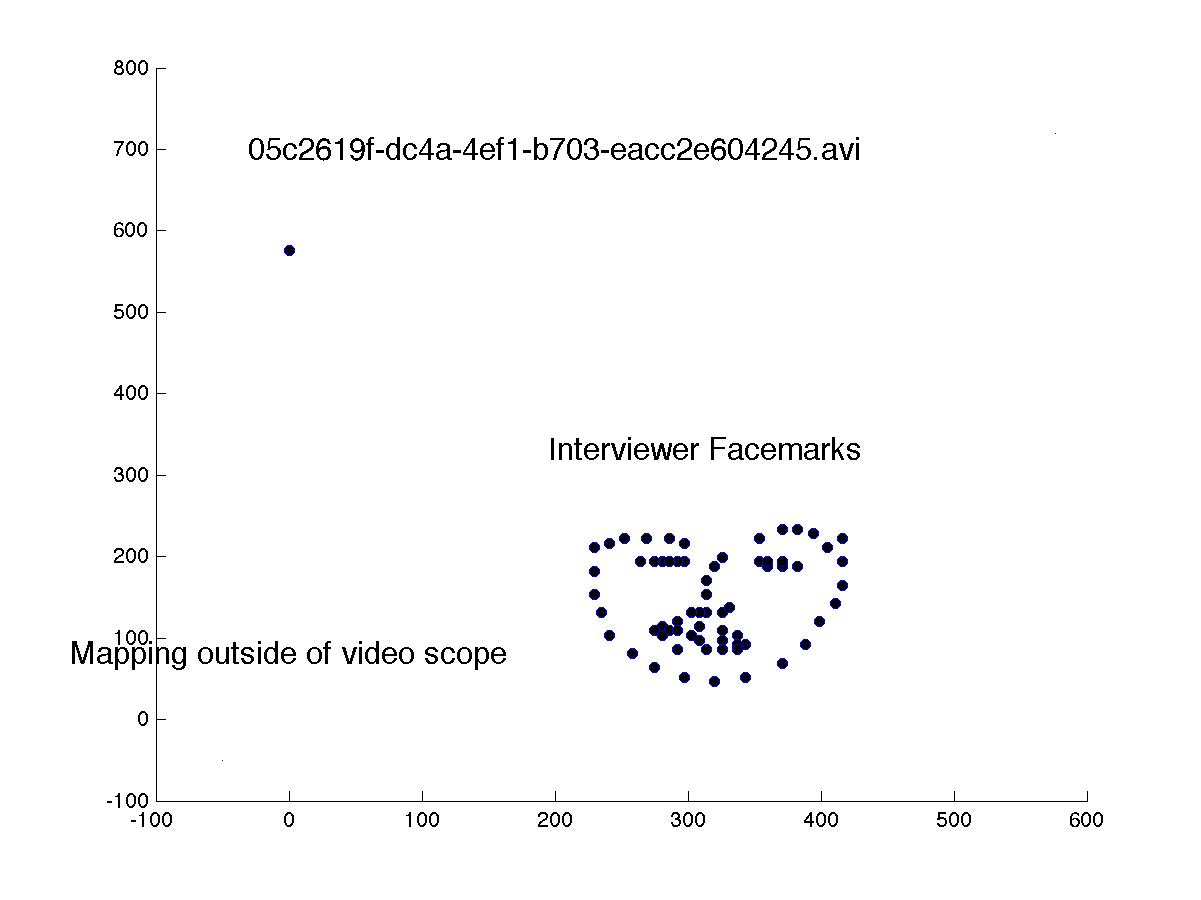 800
700
05c2619f-dc4a-4ef1-b703-eacc2e604245.avi
600
500
400
Interviewer Facemarks
300
200
100
Mapping outside of video scope
0
-100
-100 0 100 200 300 400 500 600